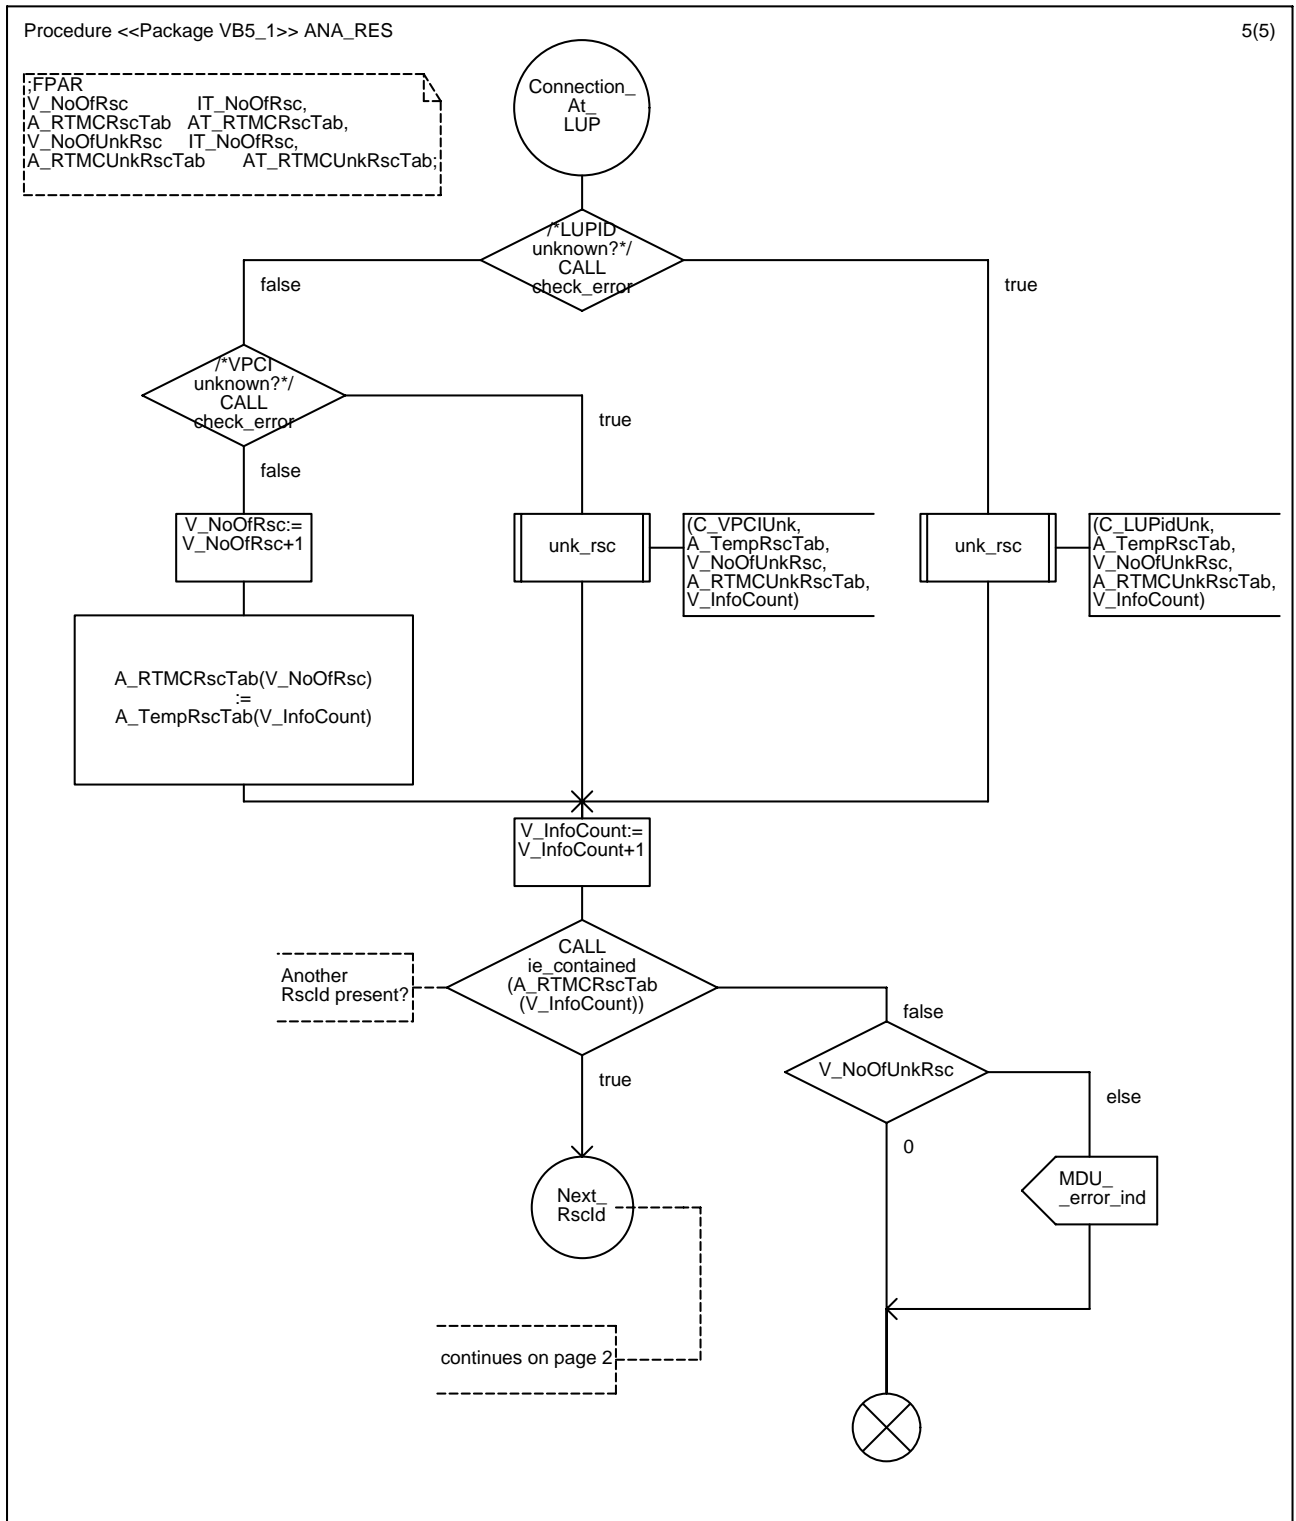 Procedure <<Package VB5_1>> ANA_RES
5(5)
;FPAR
V_NoOfRsc IT_NoOfRsc,
A_RTMCRscTab AT_RTMCRscTab,
V_NoOfUnkRsc IT_NoOfRsc,
A_RTMCUnkRscTab AT_RTMCUnkRscTab;
Connection_
At_
LUP
/*LUPID
unknown?*/
CALL
check_error
false
true
/*VPCI
unknown?*/
CALL
check_error
true
false
V_NoOfRsc:=
V_NoOfRsc+1
unk_rsc
(C_VPCIUnk,
A_TempRscTab,
V_NoOfUnkRsc,
A_RTMCUnkRscTab,
V_InfoCount)
unk_rsc
(C_LUPidUnk,
A_TempRscTab,
V_NoOfUnkRsc,
A_RTMCUnkRscTab,
V_InfoCount)
A_RTMCRscTab(V_NoOfRsc)
:=
A_TempRscTab(V_InfoCount)
V_InfoCount:=
V_InfoCount+1
CALL
ie_contained
(A_RTMCRscTab
(V_InfoCount))
Another
RscId present?
false
true
V_NoOfUnkRsc
else
0
MDU_
_error_ind
Next_
RscId
continues on page 2